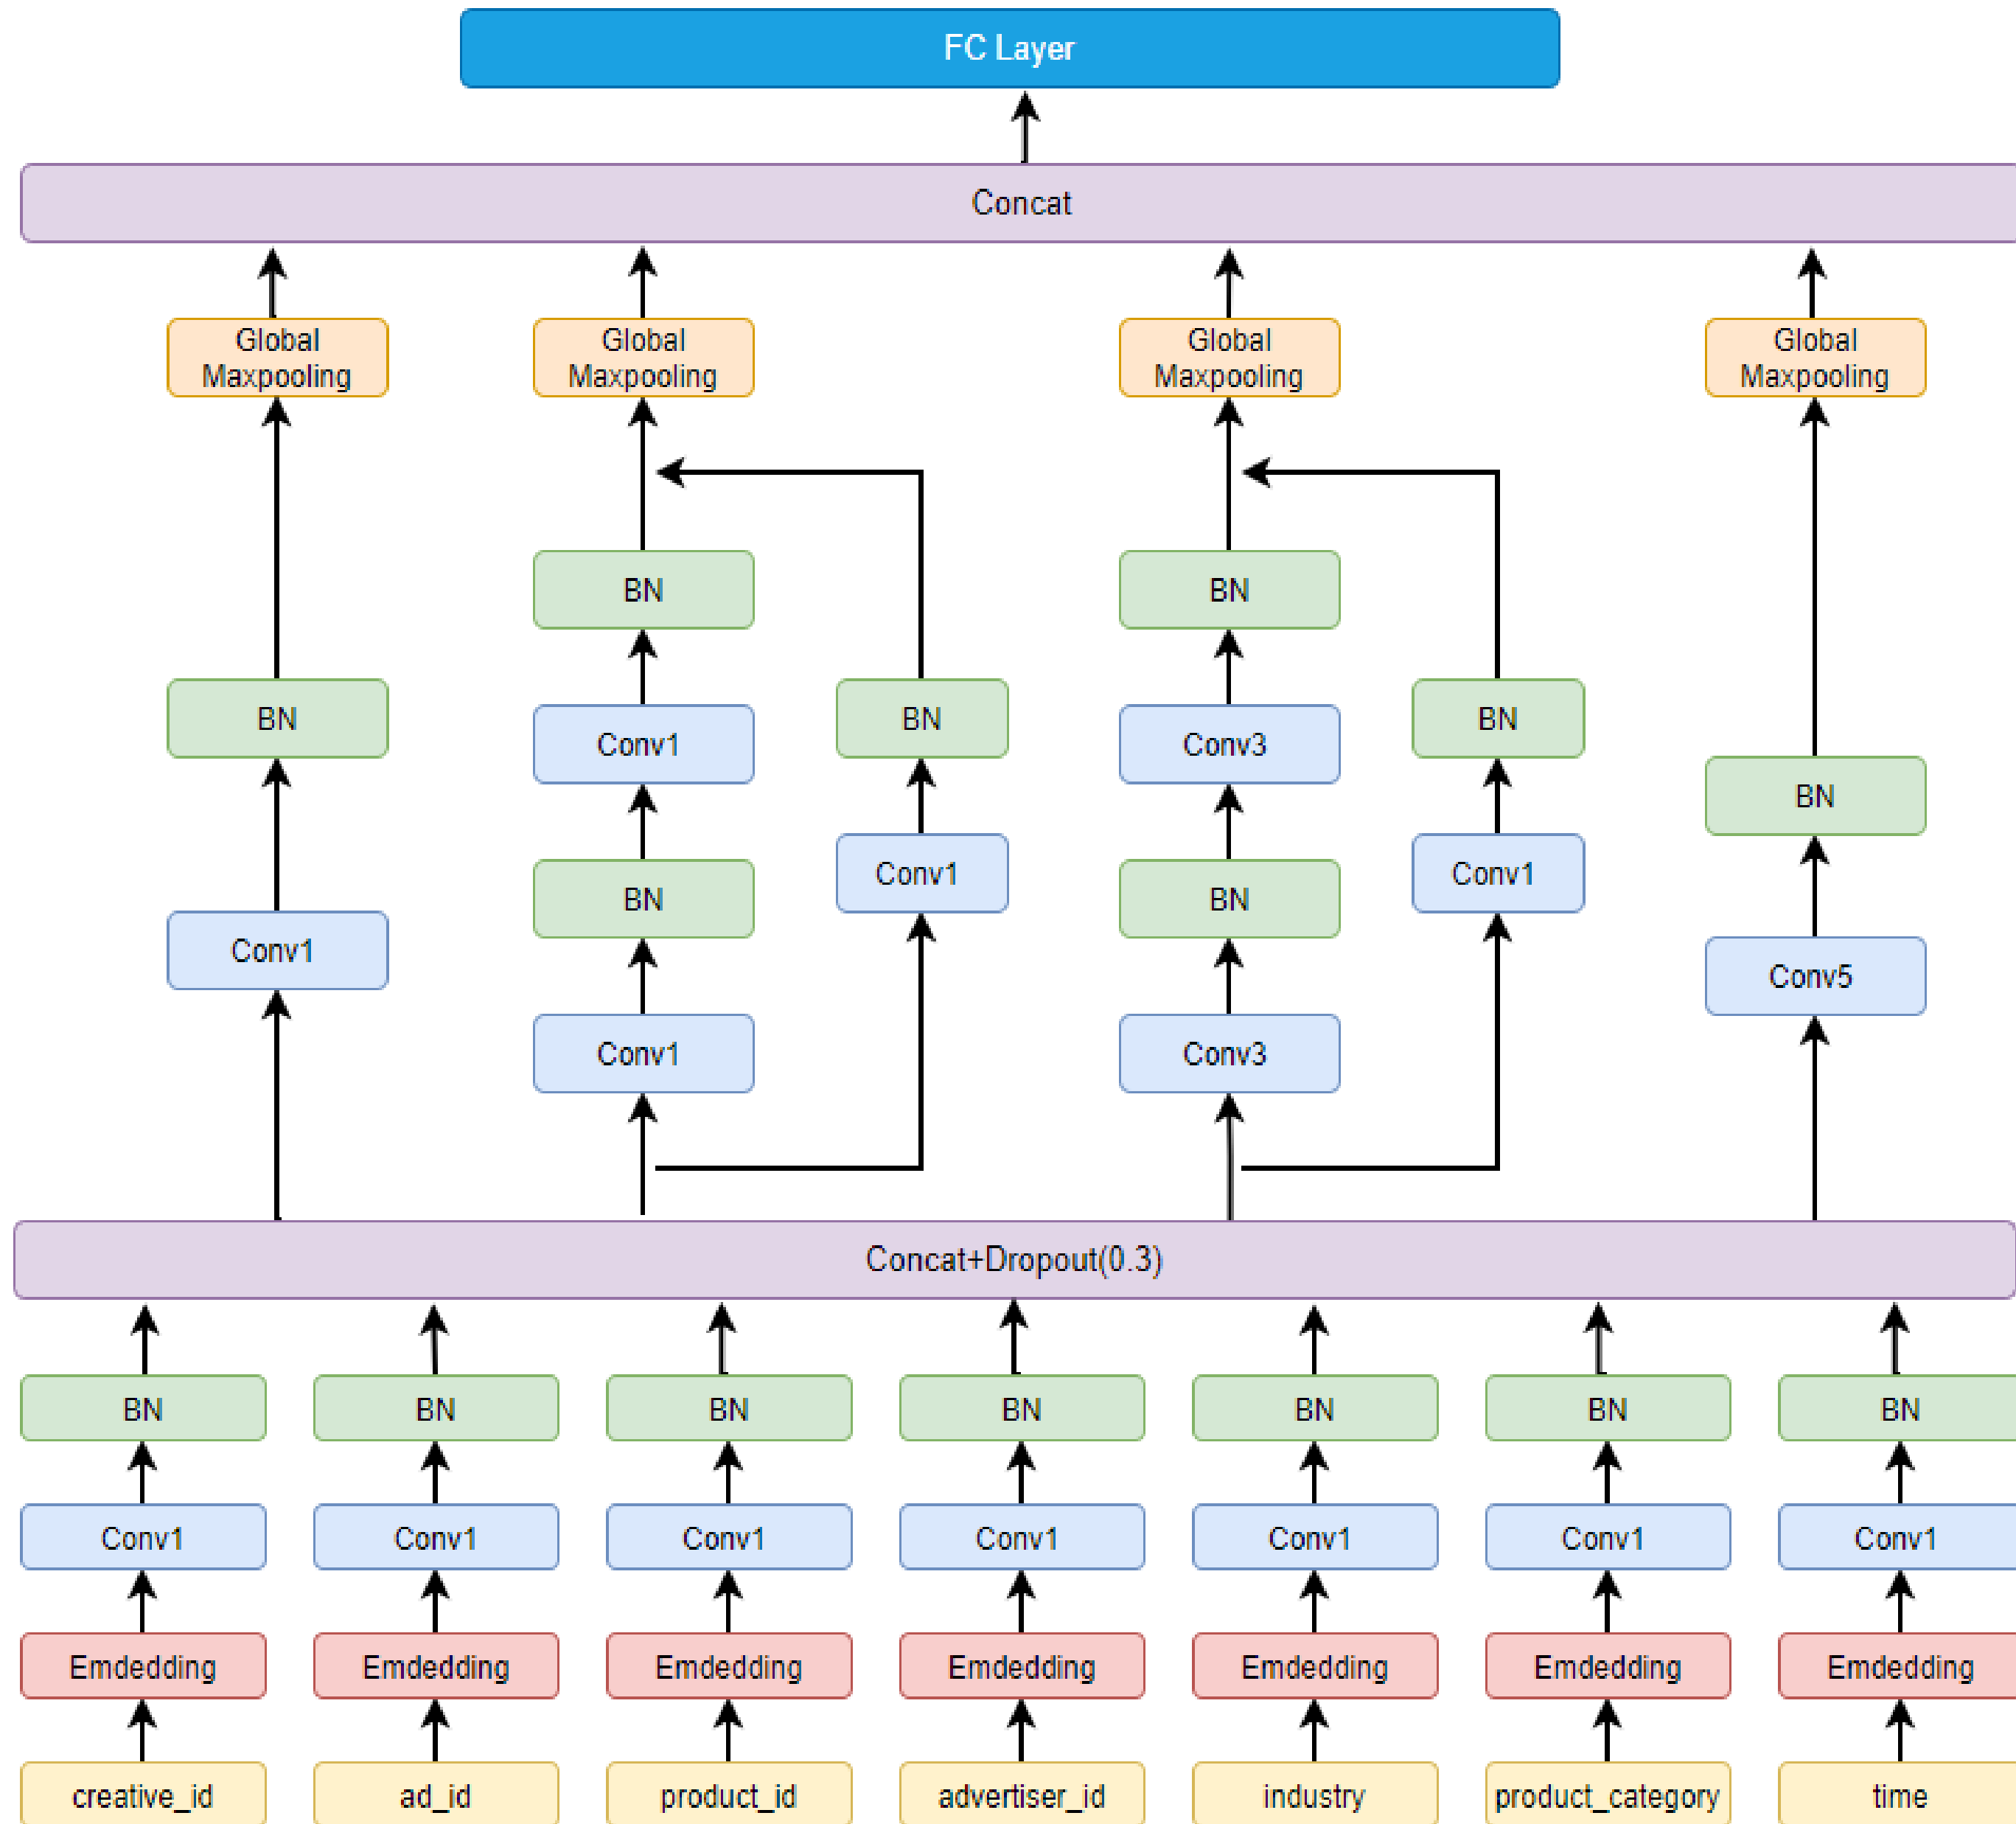 FC Layer
Concat
Global
Maxpooling
Global
Maxpooling
Global
Maxpooling
Global
Maxpooling
BN
BN
BN
BN
BN
Conv1
Conv3
BN
Conv1
Conv1
BN
BN
Conv1
Conv5
Conv1
Conv3
Concat+Dropout(0.3)
BN
BN
BN
BN
BN
BN
BN
Conv1
Conv1
Conv1
Conv1
Conv1
Conv1
Conv1
Emdedding
Emdedding
Emdedding
Emdedding
Emdedding
Emdedding
Emdedding
creative_id
ad_id
product_id
advertiser_id
industry
product_category
time